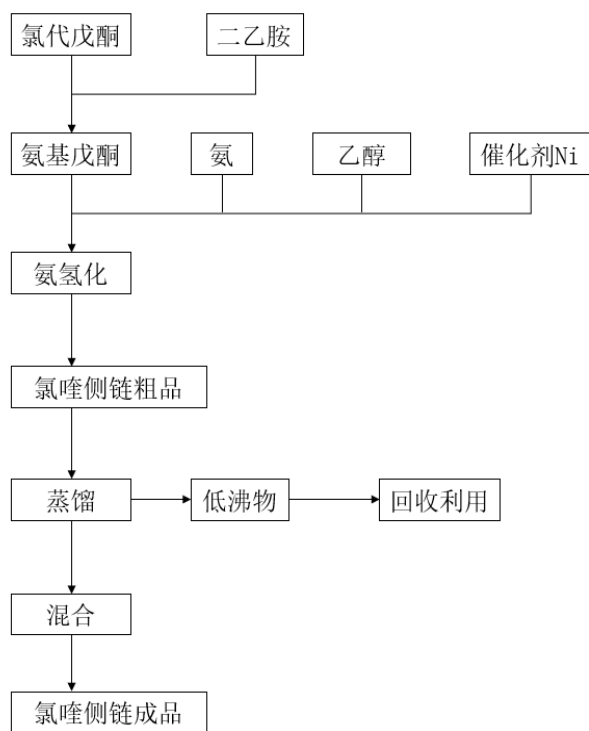 氯代戊酮
二乙胺
氨基戊酮
氨
乙醇
催化剂Ni
氨氢化
氯喹侧链粗品
蒸馏
低沸物
回收利用
混合
氯喹侧链成品